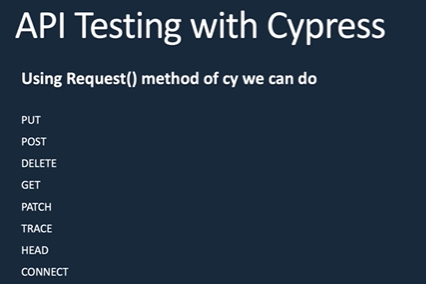 API Testing with Cypress
Using Request() method of cy we can do
PUT
POST
DELETE
GET
PATCH
TRACE
HEAD
CONNECT